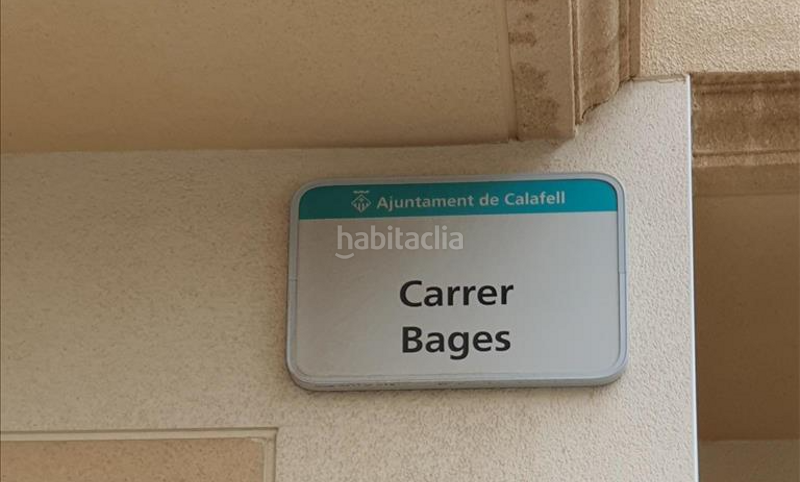 Ajuntament de Calafell
habitaclia
Carrer
Bages